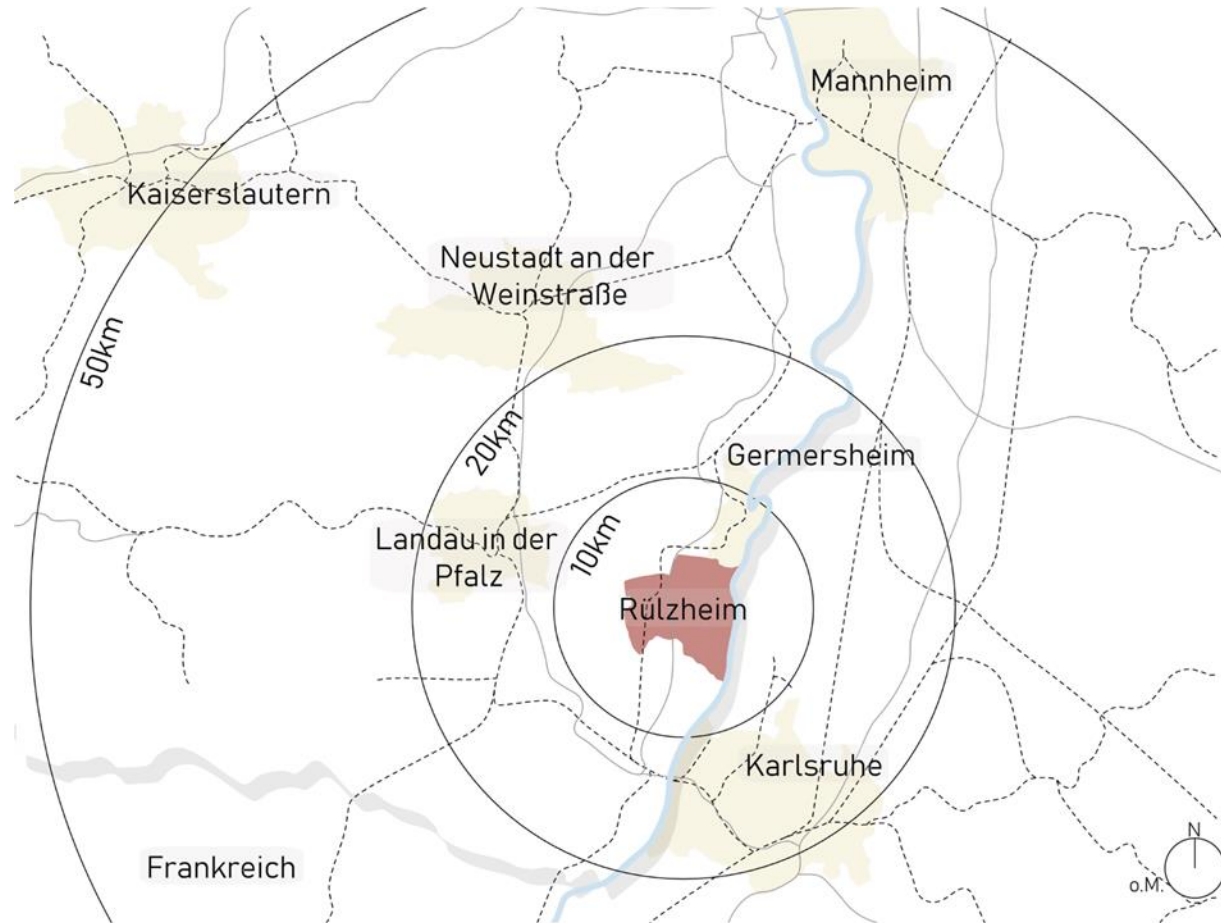 Mannheim
Kaiserslautern
Neustadt an der
Weinstraße
50km
20km
Germersheim
10km
Landau in der
Pfalz
Rülzheim
Karlsruhe
Frankreich
N
o.M.